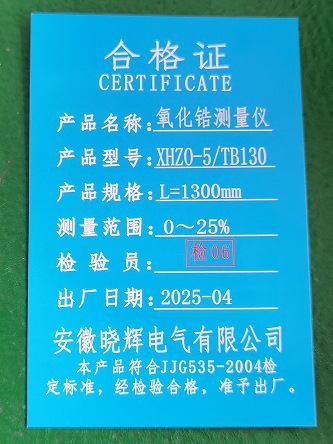 合格证
CERTIFICATE
产品名称:氧化锆测量仪
产品型号:XHZO-5/TB130
产品规格:L=1300mm
测量范围:0～25%
检验员:检06
出厂日期:2025-04
安徽晓辉电气有限公司
本产品符合JJG535-2004检
定标准，经检验合格，准予出厂。